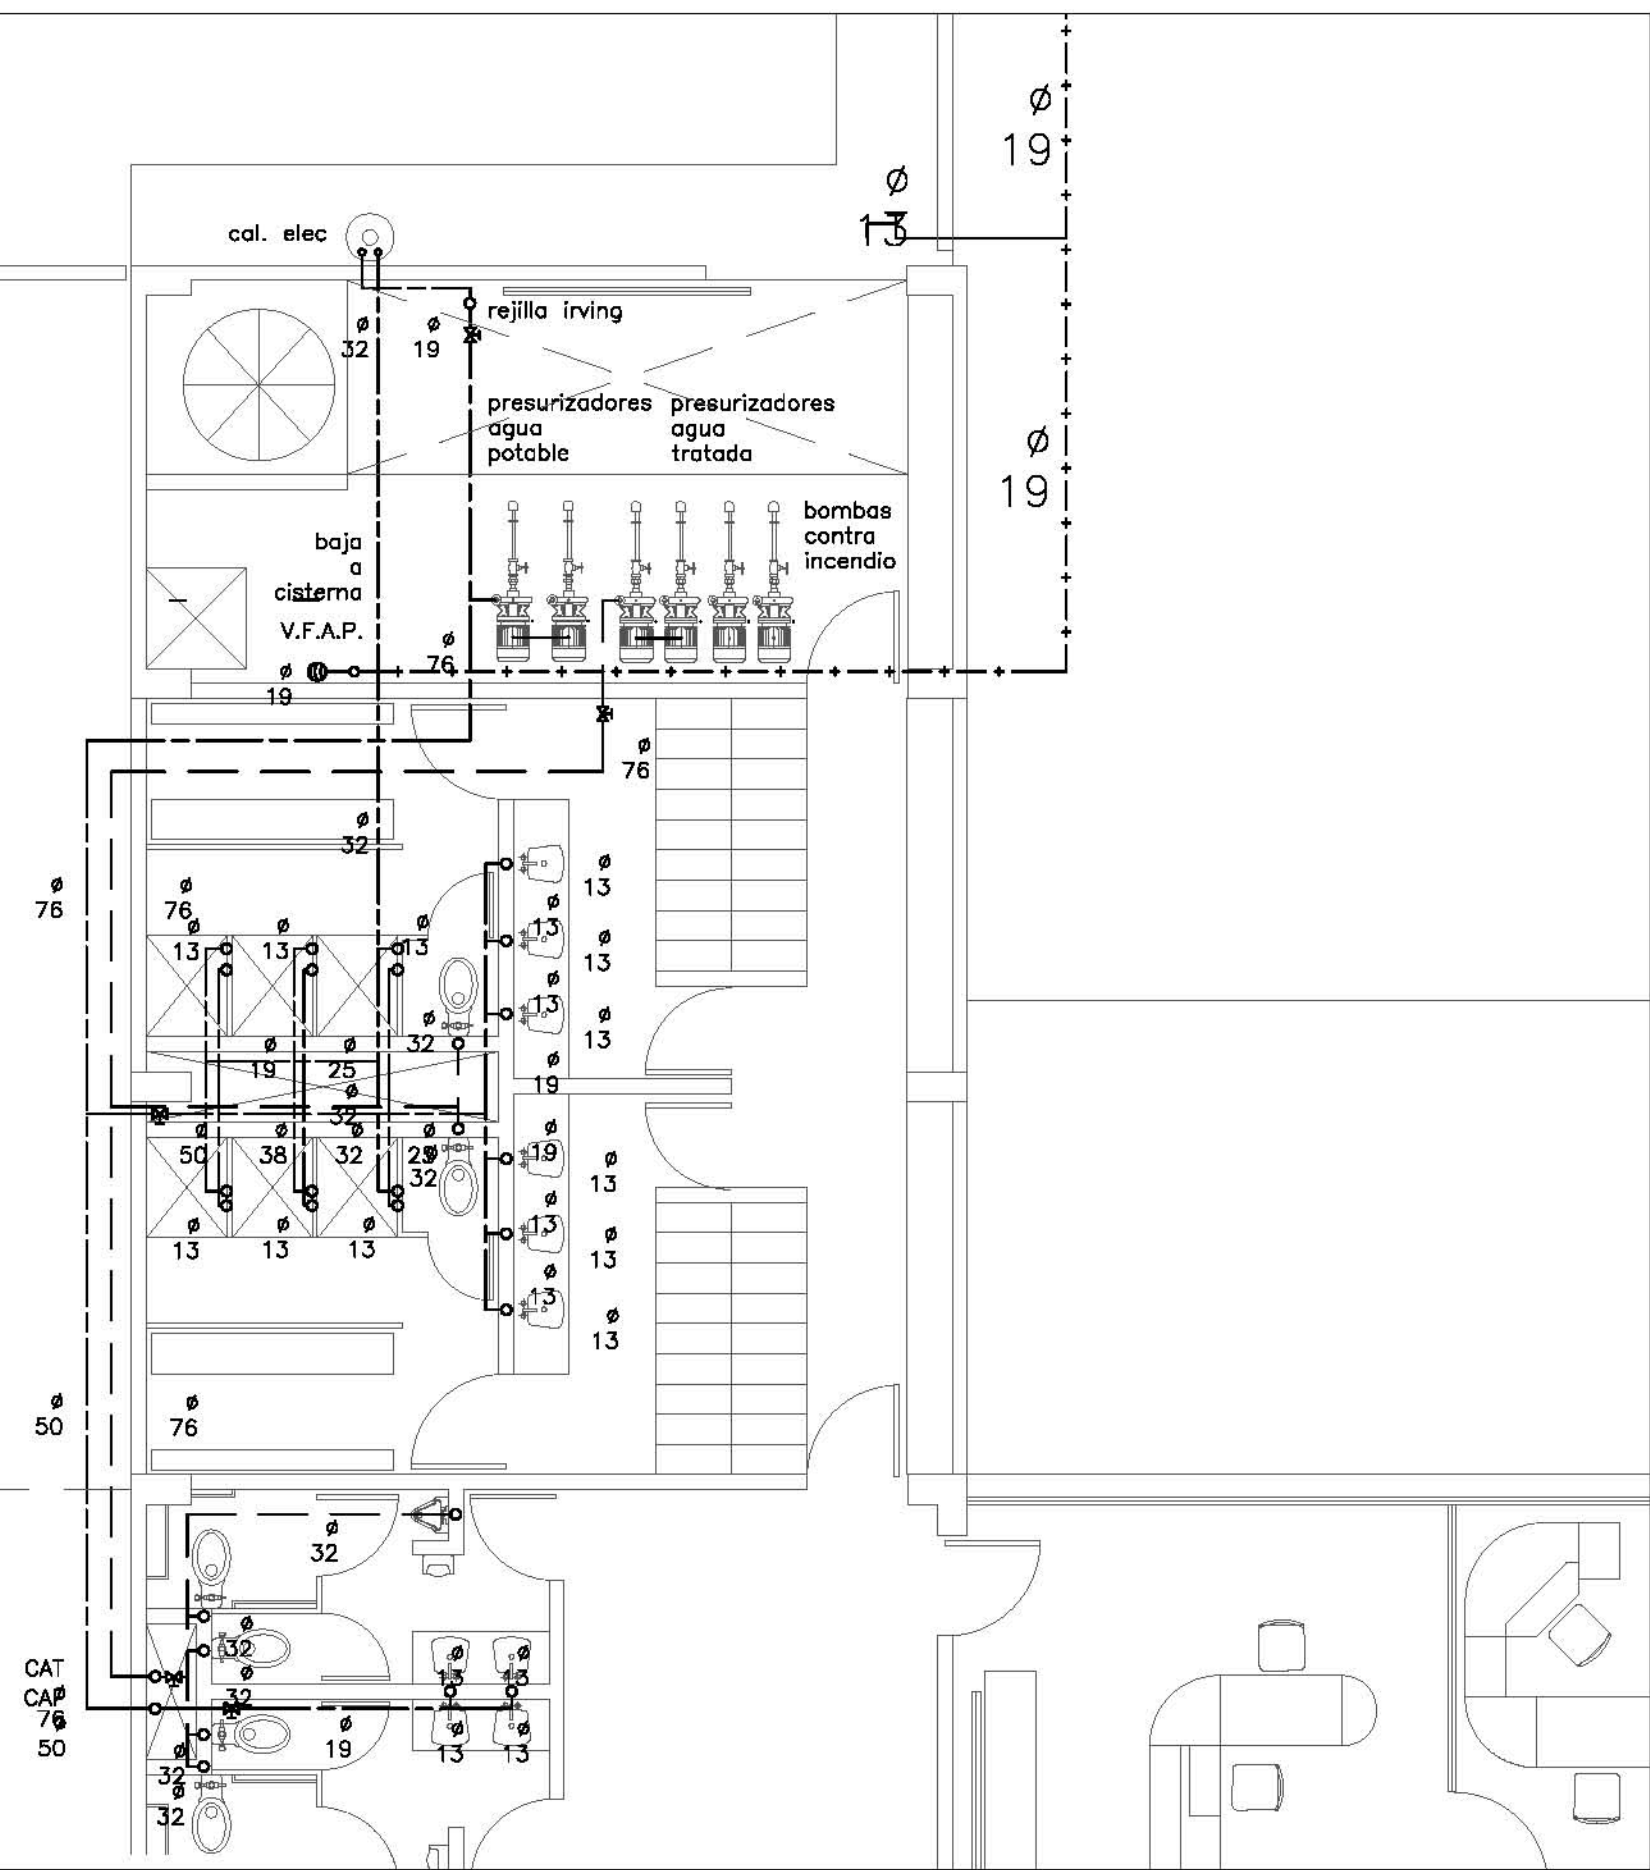 Ø
19
Ø
13
cal. elec
rejilla irving
Ø
32
Ø
19
presurizadores
agua
potable
presurizadores
agua
tratada
Ø
19
bombas
contra
incendio
baja
a
cisterna
V.F.A.P.
Ø
76
Ø
19
Ø
76
Ø
32
Ø
76
Ø
76
Ø
13
Ø
13
Ø
13
Ø
13
Ø
13
Ø
13
Ø
13
Ø
13
Ø
32
Ø
19
Ø
25
Ø
19
Ø
32
Ø
50
Ø
38
Ø
32
Ø
Ø
32
Ø
19
Ø
13
Ø
13
Ø
13
Ø
13
Ø
13
Ø
13
Ø
13
Ø
13
Ø
50
Ø
76
Ø
32
Ø
32
Ø
32
Ø
13
Ø
13
CAT
CAP
Ø
76
Ø
50
Ø
19
Ø
13
Ø
13
Ø
32
Ø
32